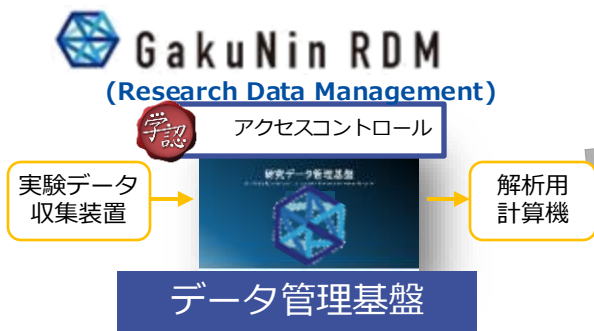 GakuNin RDM
(Research Data Management)
学認
アクセスコントロール
実験データ
収集装置
研究データ管理基盤
解析用
計算機
データ管理基盤